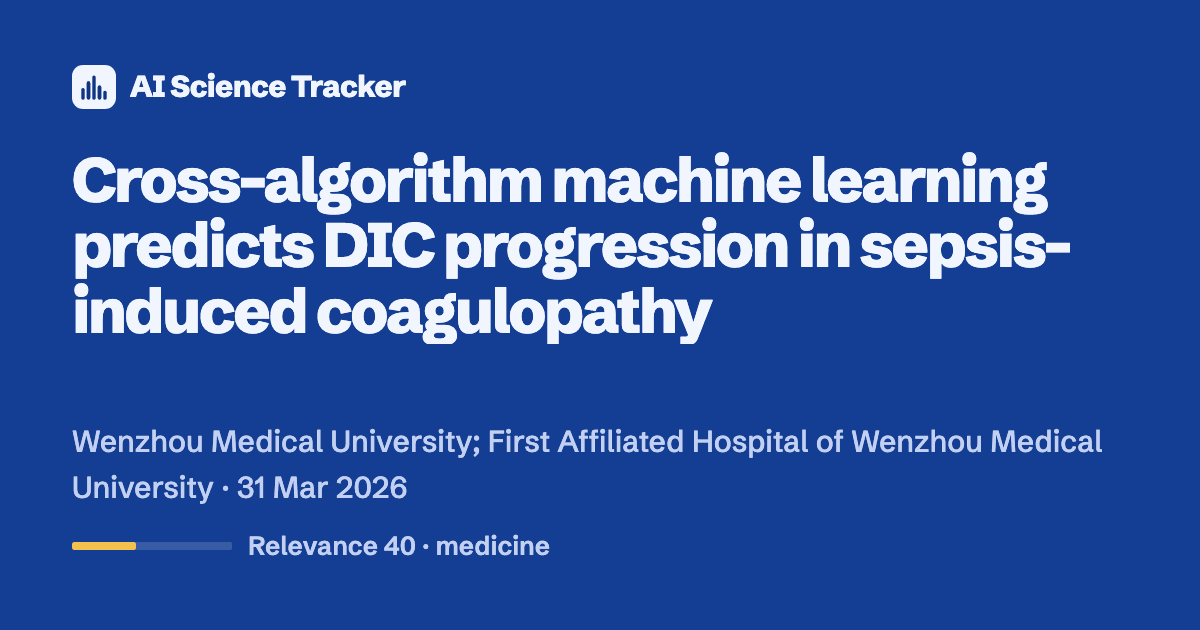 AI Science Tracker
Cross-algorithm machine learning
predicts DIC progression in sepsis-
induced coagulopathy
Wenzhou Medical University; First Affiliated Hospital of Wenzhou Medical
University · 31 Mar 2026
Relevance 40 · medicine